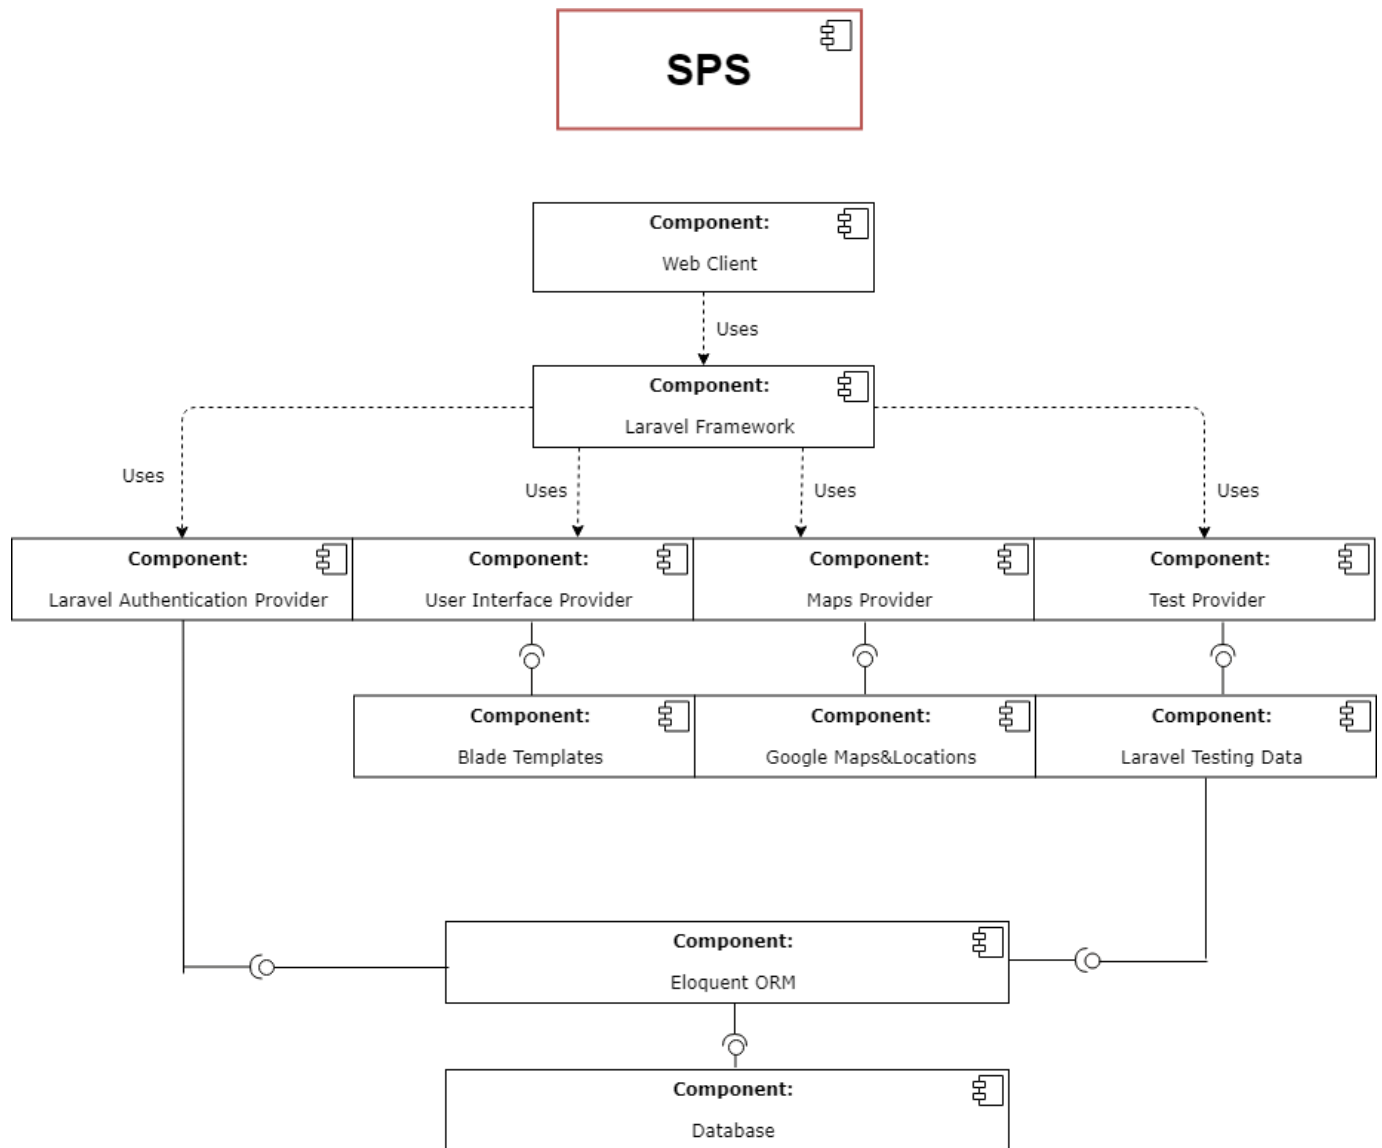 SPS
Component:
Web Client
Uses
Component:
Laravel Framework
Uses
Uses
Uses
Uses
Component:
Laravel Authentication Provider
Component:
User Interface Provider
Component:
Maps Provider
Component:
Test Provider
Component:
Blade Templates
Component:
Google Maps&Locations
Component:
Laravel Testing Data
Component:
Eloquent ORM
Component:
Database